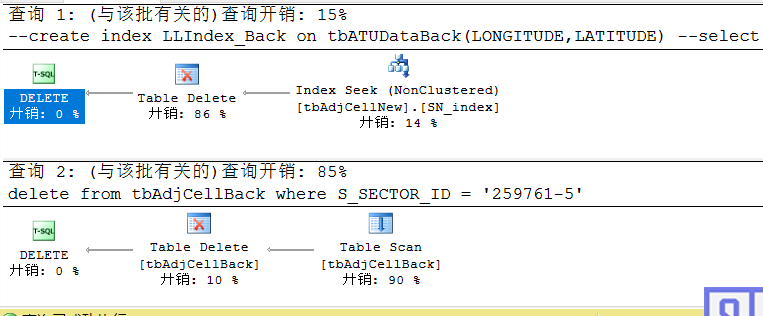 查询 1: (与该批有关的)查询开销: 15%
--create index LLIndex_Back on tbATUDataBack(LONGITUDE,LATITUDE) --select
T-SQL
DELETE
开销: 0 %
Table Delete
开销: 86 %
Index Seek (NonClustered)
[tbAdjCellNew].[SN_index]
开销: 14 %
查询 2: (与该批有关的)查询开销: 85%
delete from tbAdjCellBack where S_SECTOR_ID = '259761-5'
T-SQL
DELETE
开销: 0 %
Table Delete
[tbAdjCellBack]
开销: 10 %
Table Scan
[tbAdjCellBack]
开销: 90 %